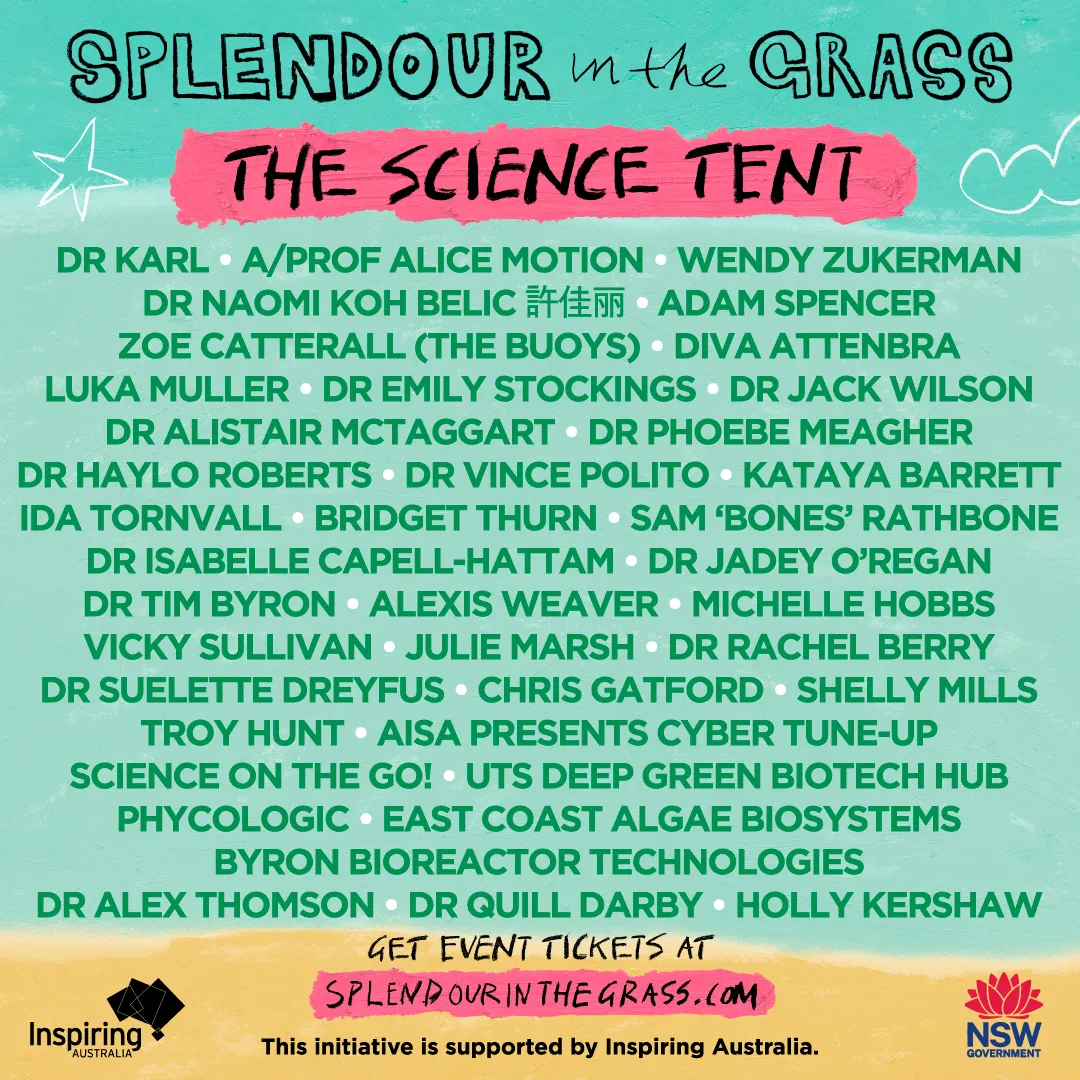 SPLENDOUR in the GRASS
THE SCIENCE TENT
DR KARL • A/PROF ALICE MOTION • WENDY ZUKERMAN
DR NAOMI KOH BELIC 許佳丽 • ADAM SPENCER
ZOE CATTERALL (THE BUOYS) • DIVA ATTENBRA
LUKA MULLER • DR EMILY STOCKINGS • DR JACK WILSON
DR ALISTAIR MCTAGGART • DR PHOEBE MEAGHER
DR HAYLO ROBERTS • DR VINCE POLITO • KATAYA BARRETT
IDA TORNVALL • BRIDGET THURN • SAM ‘BONES’ RATHBONE
DR ISABELLE CAPELL-HATTAM • DR JADEY O’REGAN
DR TIM BYRON • ALEXIS WEAVER • MICHELLE HOBBS
VICKY SULLIVAN • JULIE MARSH • DR RACHEL BERRY
DR SUELETTE DREYFUS • CHRIS GATFORD • SHELLY MILLS
TROY HUNT • AISA PRESENTS CYBER TUNE-UP
SCIENCE ON THE GO! • UTS DEEP GREEN BIOTECH HUB
PHYCOLOGIC • EAST COAST ALGAE BIOSYSTEMS
BYRON BIOREACTOR TECHNOLOGIES
DR ALEX THOMSON • DR QUILL DARBY • HOLLY KERSHAW
GET EVENT TICKETS AT
SPLENDOURINTHEGRASS.COM
Inspiring
AUSTRALIA
This initiative is supported by Inspiring Australia.
NSW
GOVERNMENT